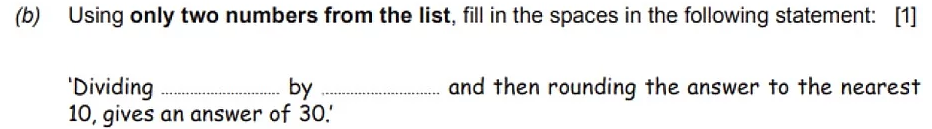 (b) Using only two numbers from the list, fill in the spaces in the following statement: [1]
'Dividing ........................ by ........................ and then rounding the answer to the nearest
10, gives an answer of 30.'